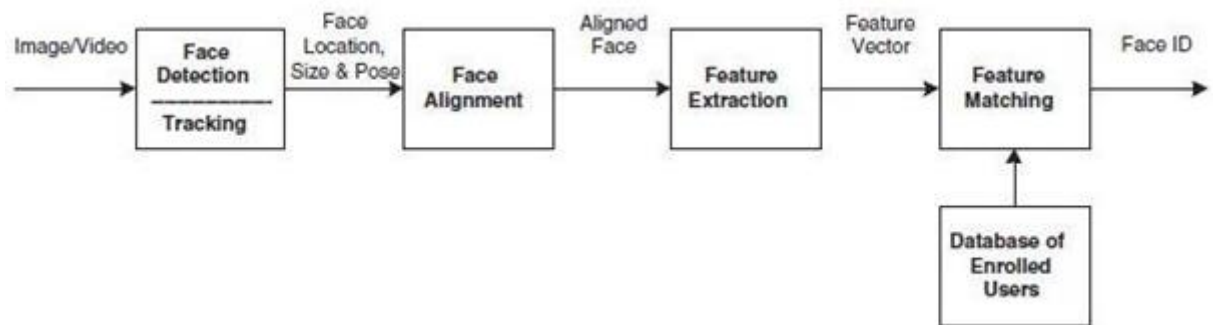 Image/Video
Face
Detection
Tracking
Face
Location,
Size & Pose
Face
Alignment
Aligned
Face
Feature
Extraction
Feature
Vector
Feature
Matching
Face ID
Database of
Enrolled
Users